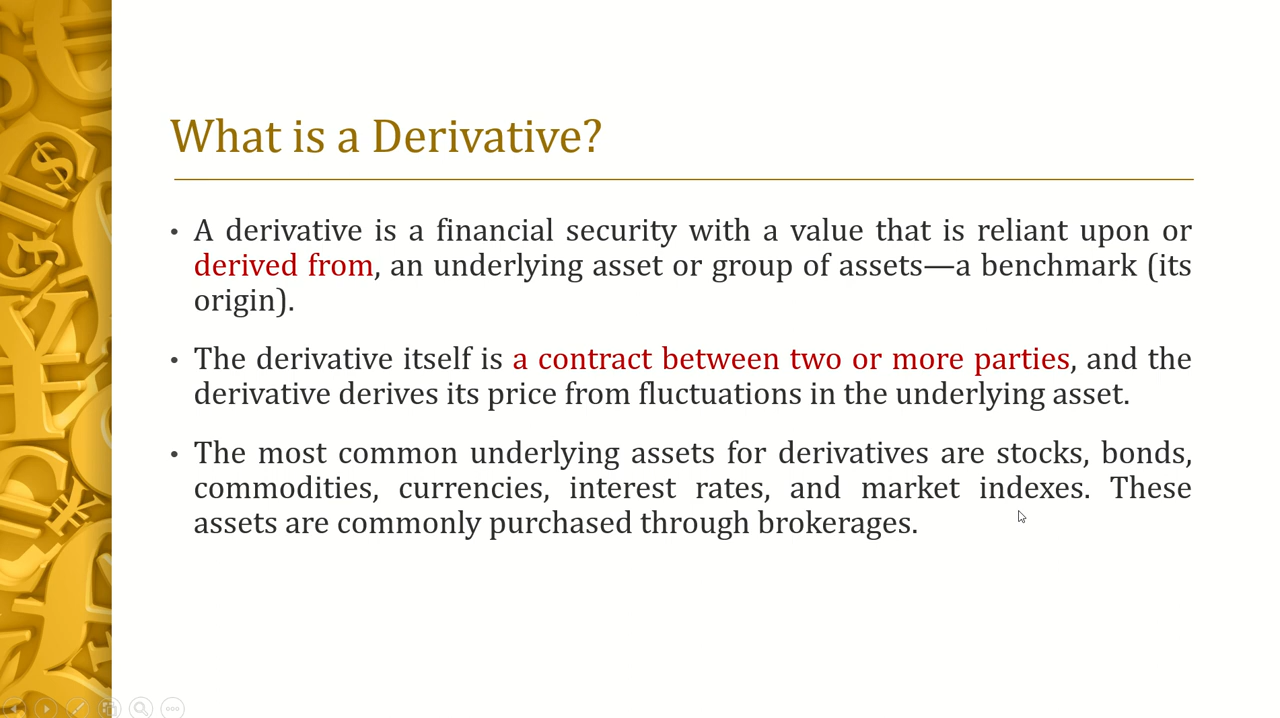 What is a Derivative?
• A derivative is a financial security with a value that is reliant upon or
derived from, an underlying asset or group of assets—a benchmark (its
origin).
• The derivative itself is a contract between two or more parties, and the
derivative derives its price from fluctuations in the underlying asset.
• The most common underlying assets for derivatives are stocks, bonds,
commodities, currencies, interest rates, and market indexes. These
assets are commonly purchased through brokerages.